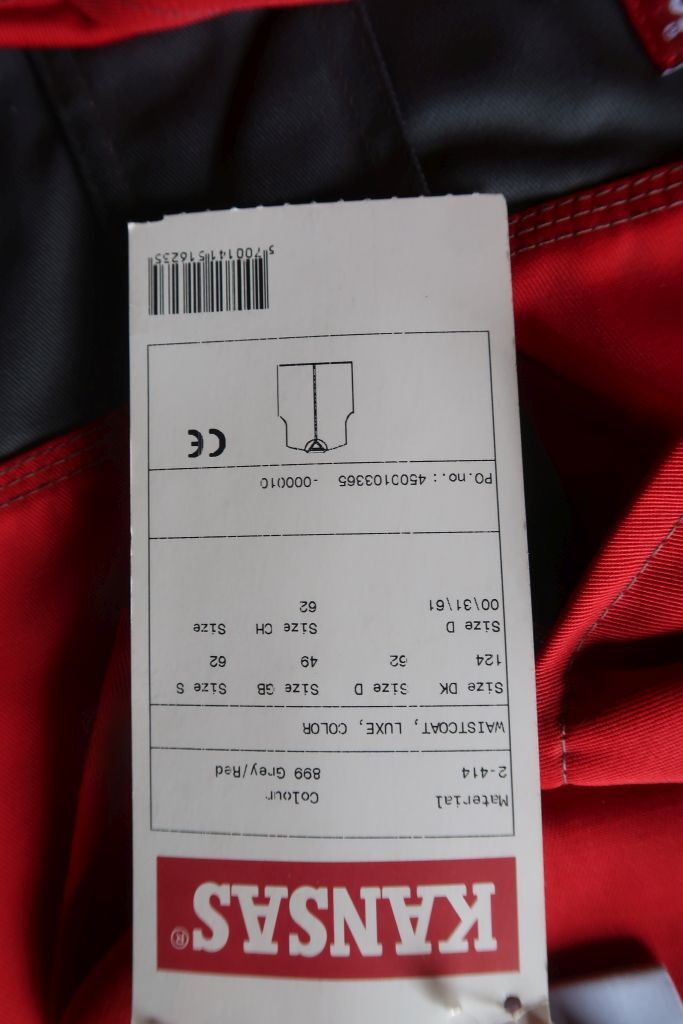 KANSAS®
Material Colour
2-414 899 Grey/Red
WAISTCOAT, LUXE, COLOR
Size DK Size D Size GB Size S
124 62 49 62
Size D Size CH Size
00/31/61 62
PO.no.: 4500103365 -000010
CE
5700141516235